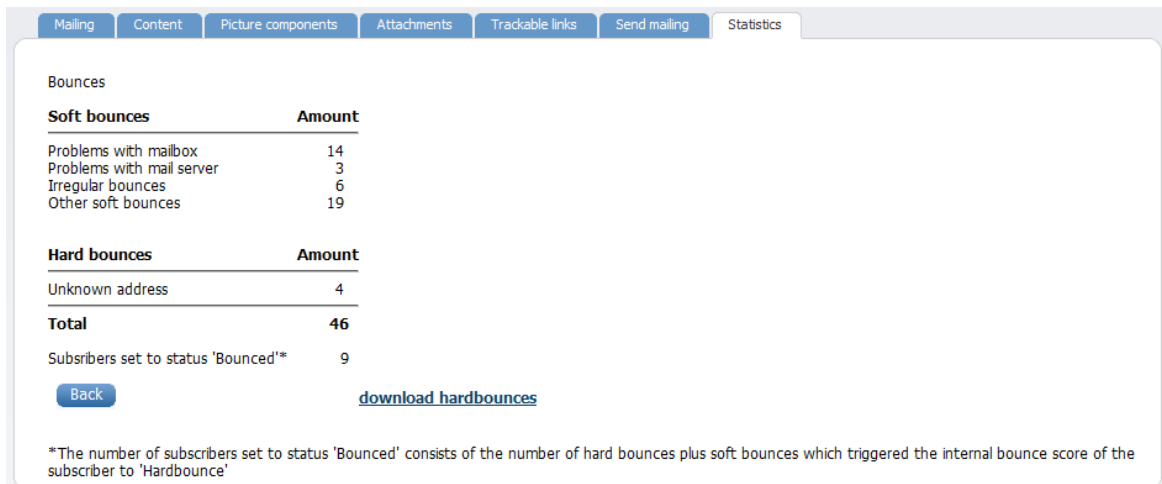 Mailing Content Picture components Attachments Trackable links Send mailing Statistics
Bounces
Soft bounces Amount
Problems with mailbox 14
Problems with mail server 3
Irregular bounces 6
Other soft bounces 19
Hard bounces Amount
Unknown address 4
Total 46
Subsribers set to status 'Bounced'* 9
Back download hardbounces
*The number of subscribers set to status 'Bounced' consists of the number of hard bounces plus soft bounces which triggered the internal bounce score of the
subscriber to 'Hardbounce'